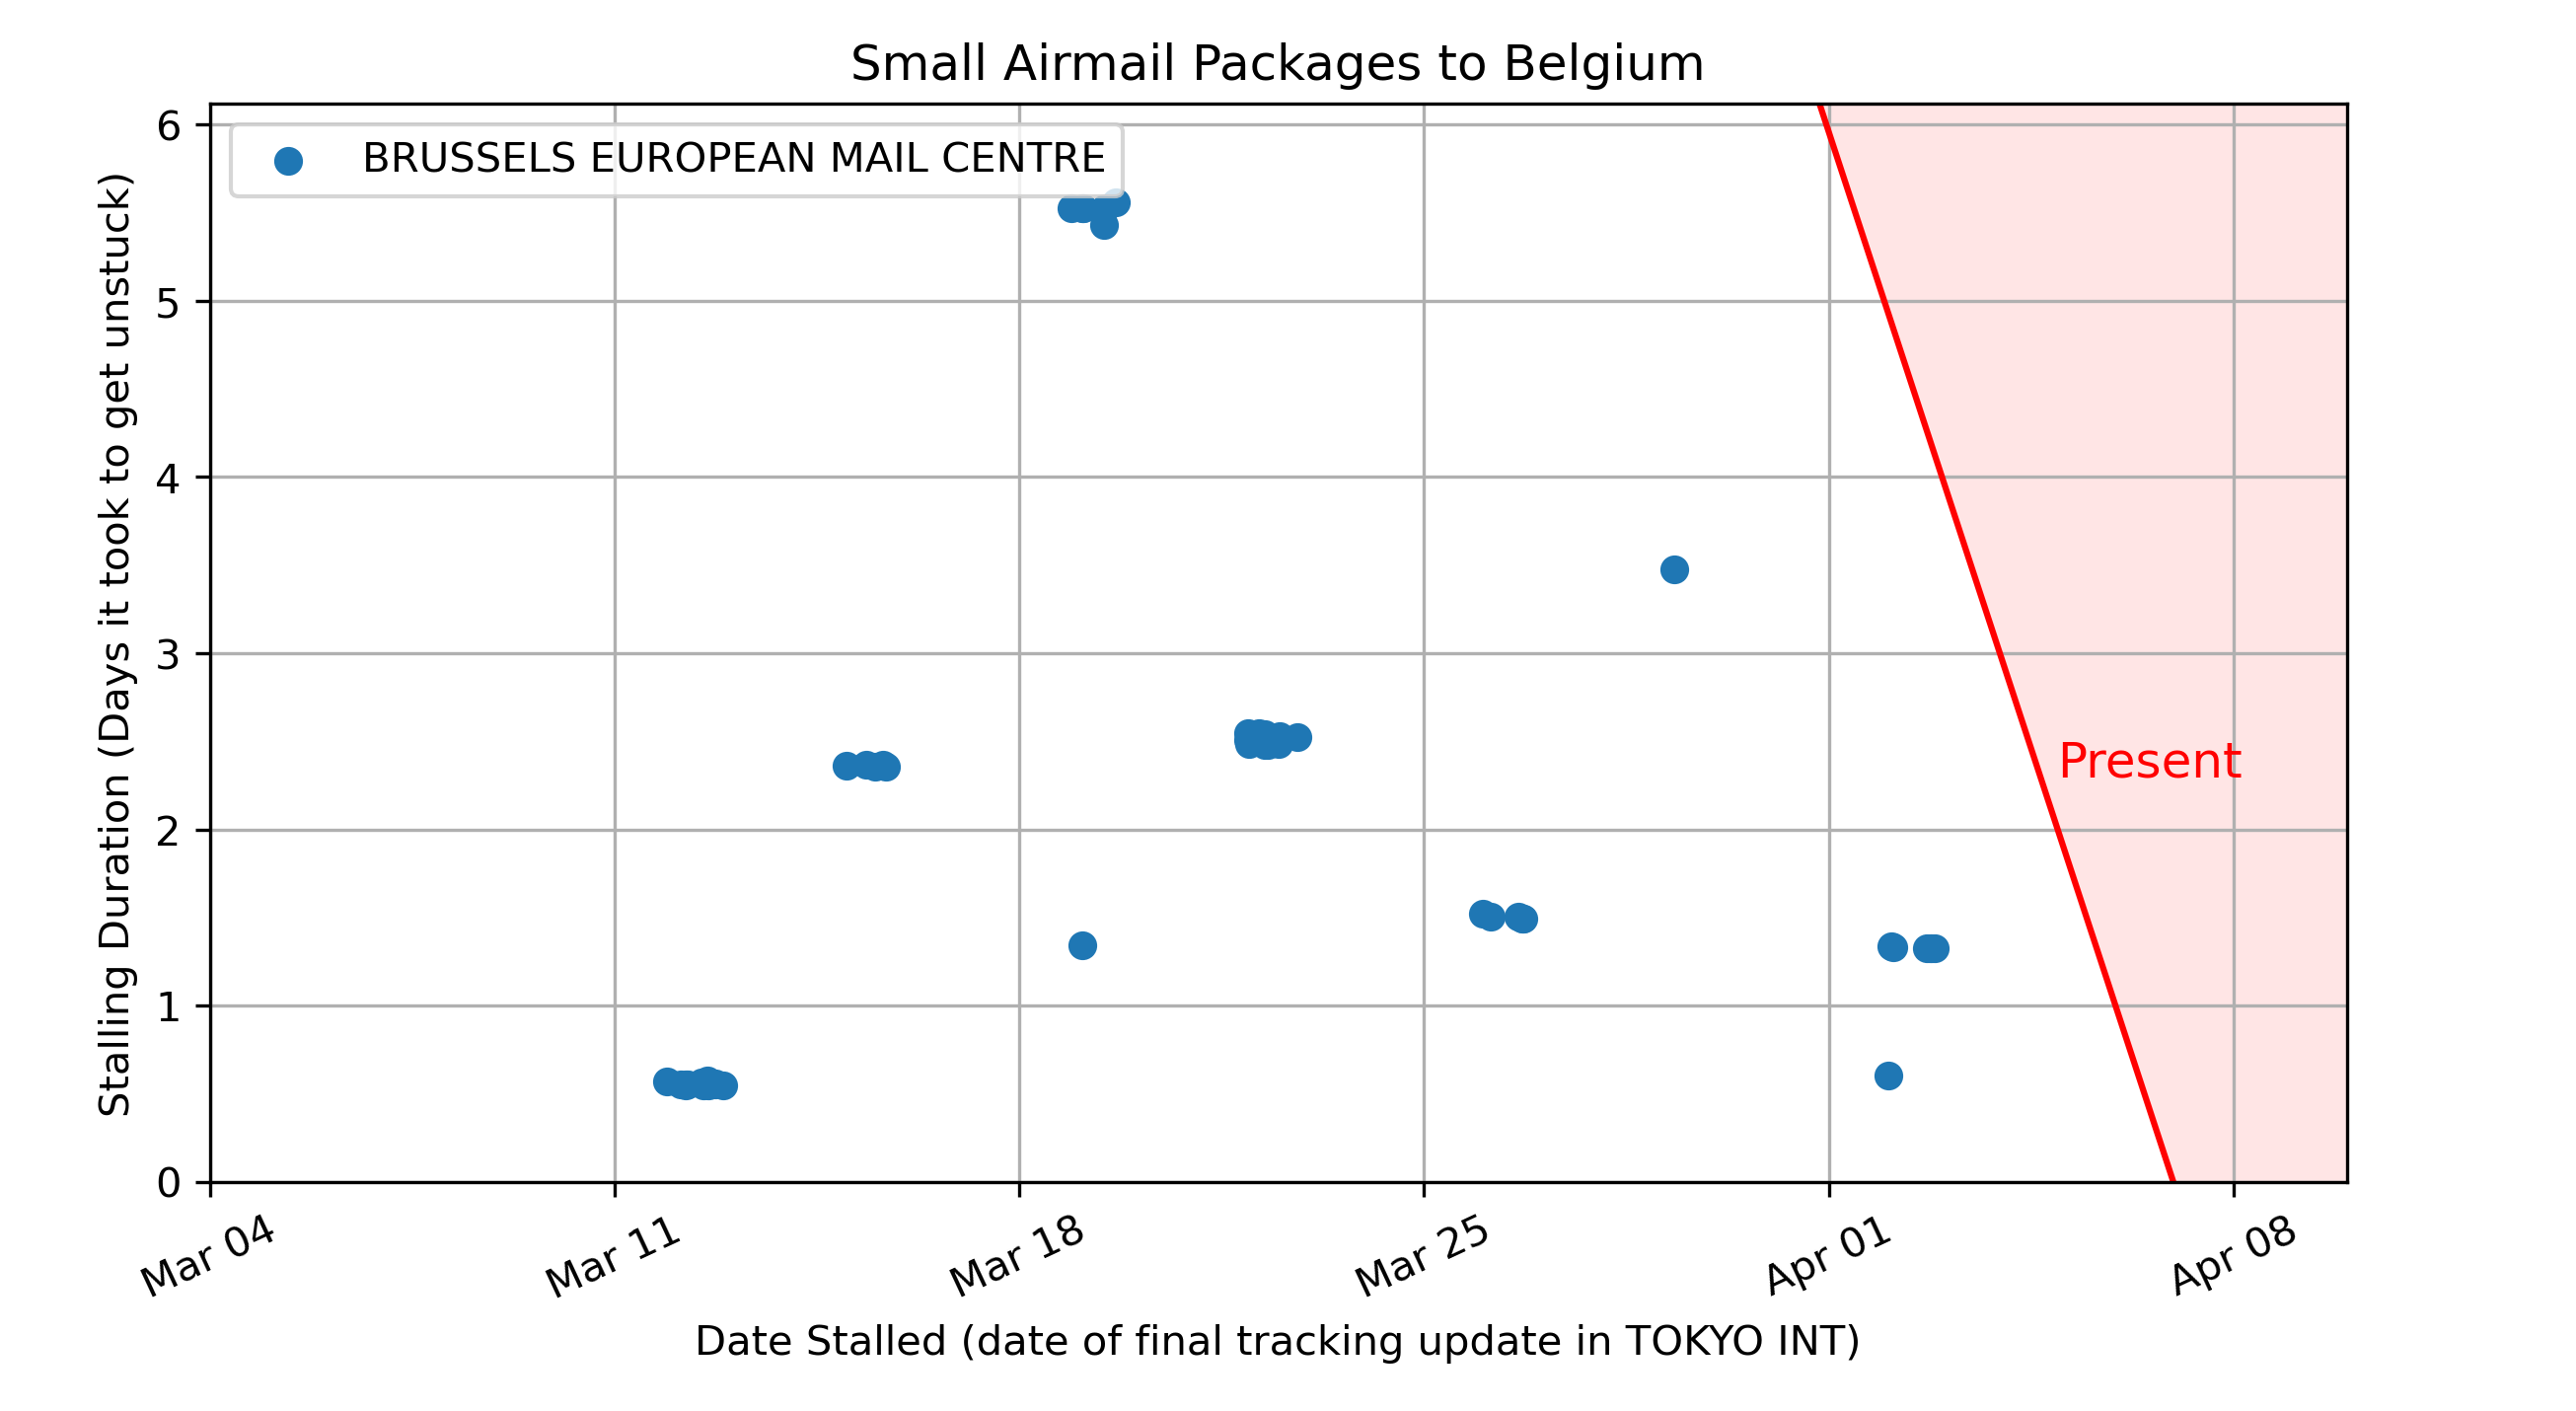 Small Airmail Packages to Belgium
BRUSSELS EUROPEAN MAIL CENTRE
Stalling Duration (Days it took to get unstuck)
6
5
4
3
2
1
0
Present
Mar 04
Mar 11
Mar 18
Mar 25
Apr 01
Apr 08
Date Stalled (date of final tracking update in TOKYO INT)